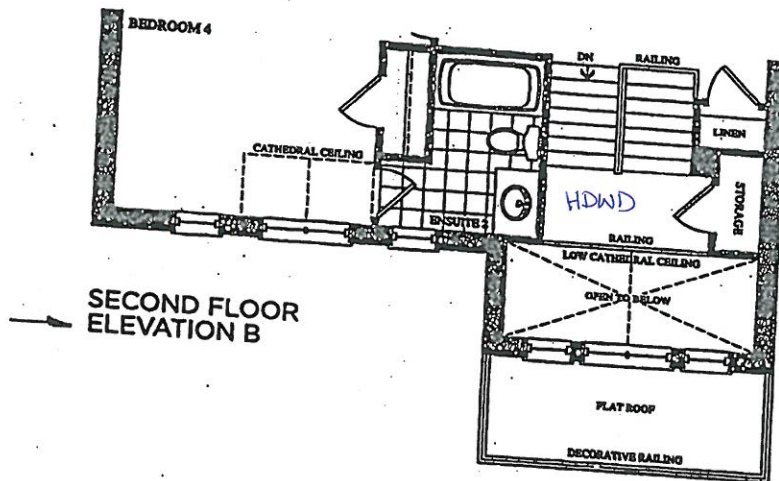 BEDROOM 4
DN
RAILING
LINEN
CATHEDRAL CEILING
STORAGE
HDWD
ENSUITE 2
RAILING
LOW CATHEDRAL CEILING
OPEN TO BELOW
SECOND FLOOR
ELEVATION B
FLAT ROOF
DECORATIVE RAILING